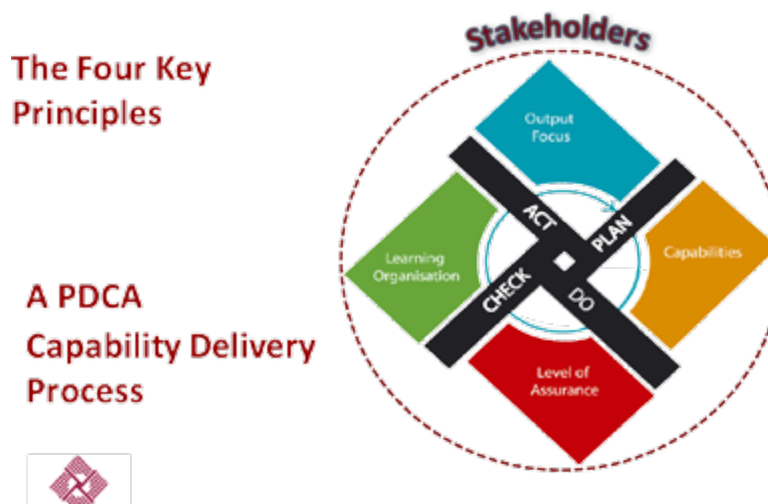 Stakeholders
The Four Key
Principles
Output
Focus
ACT
PLAN
Learning
Organisation
Capabilities
CHECK
DO
A PDCA
Capability Delivery
Process
Level of
Assurance